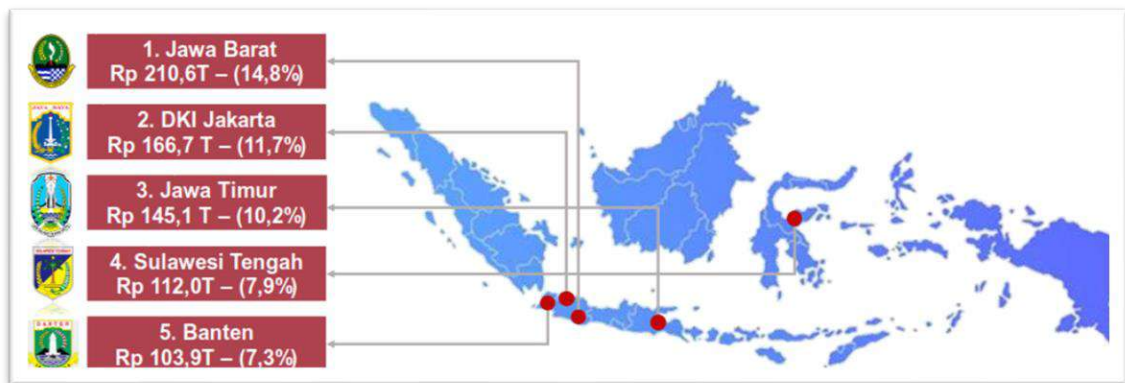 1. Jawa Barat
Rp 210,6T – (14,8%)
2. DKI Jakarta
Rp 166,7 T – (11,7%)
3. Jawa Timur
Rp 145,1 T – (10,2%)
4. Sulawesi Tengah
Rp 112,0T – (7,9%)
BANTEN
5. Banten
Rp 103,9T – (7,3%)